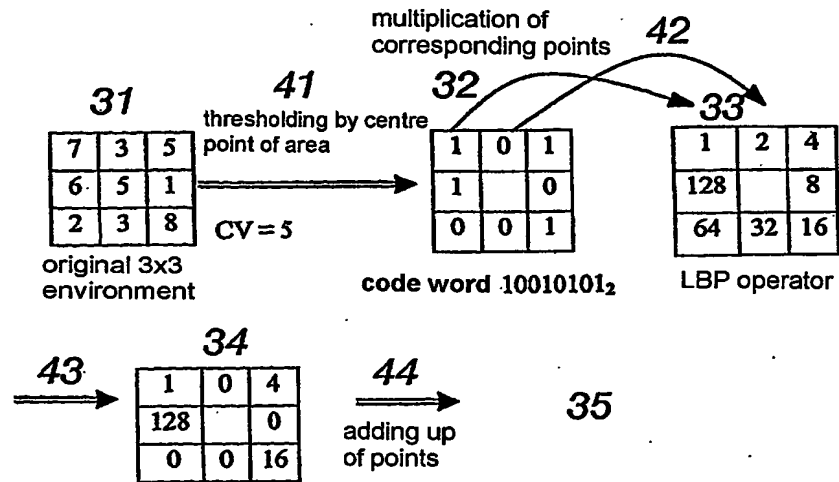 multiplication of
corresponding points
42
31
41
32
33
thresholding by centre
point of area
7 3 5
6 5 1
2 3 8
CV = 5
1 0 1
1 0
0 0 1
1 2 4
128 8
64 32 16
original 3x3
environment
code word 10010101₂
LBP operator
43
34
1 0 4
128 0
0 0 16
44
adding up
of points
35